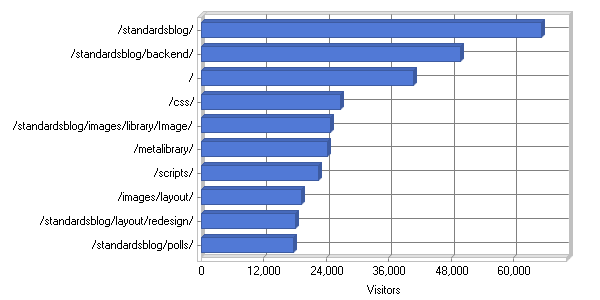 /standardsblog/
/standardsblog/backend/
/
/css/
/standardsblog/images/library/Image/
/metalibrary/
/scripts/
/images/layout/
/standardsblog/layout/redesign/
/standardsblog/polls/
0 12,000 24,000 36,000 48,000 60,000
Visitors